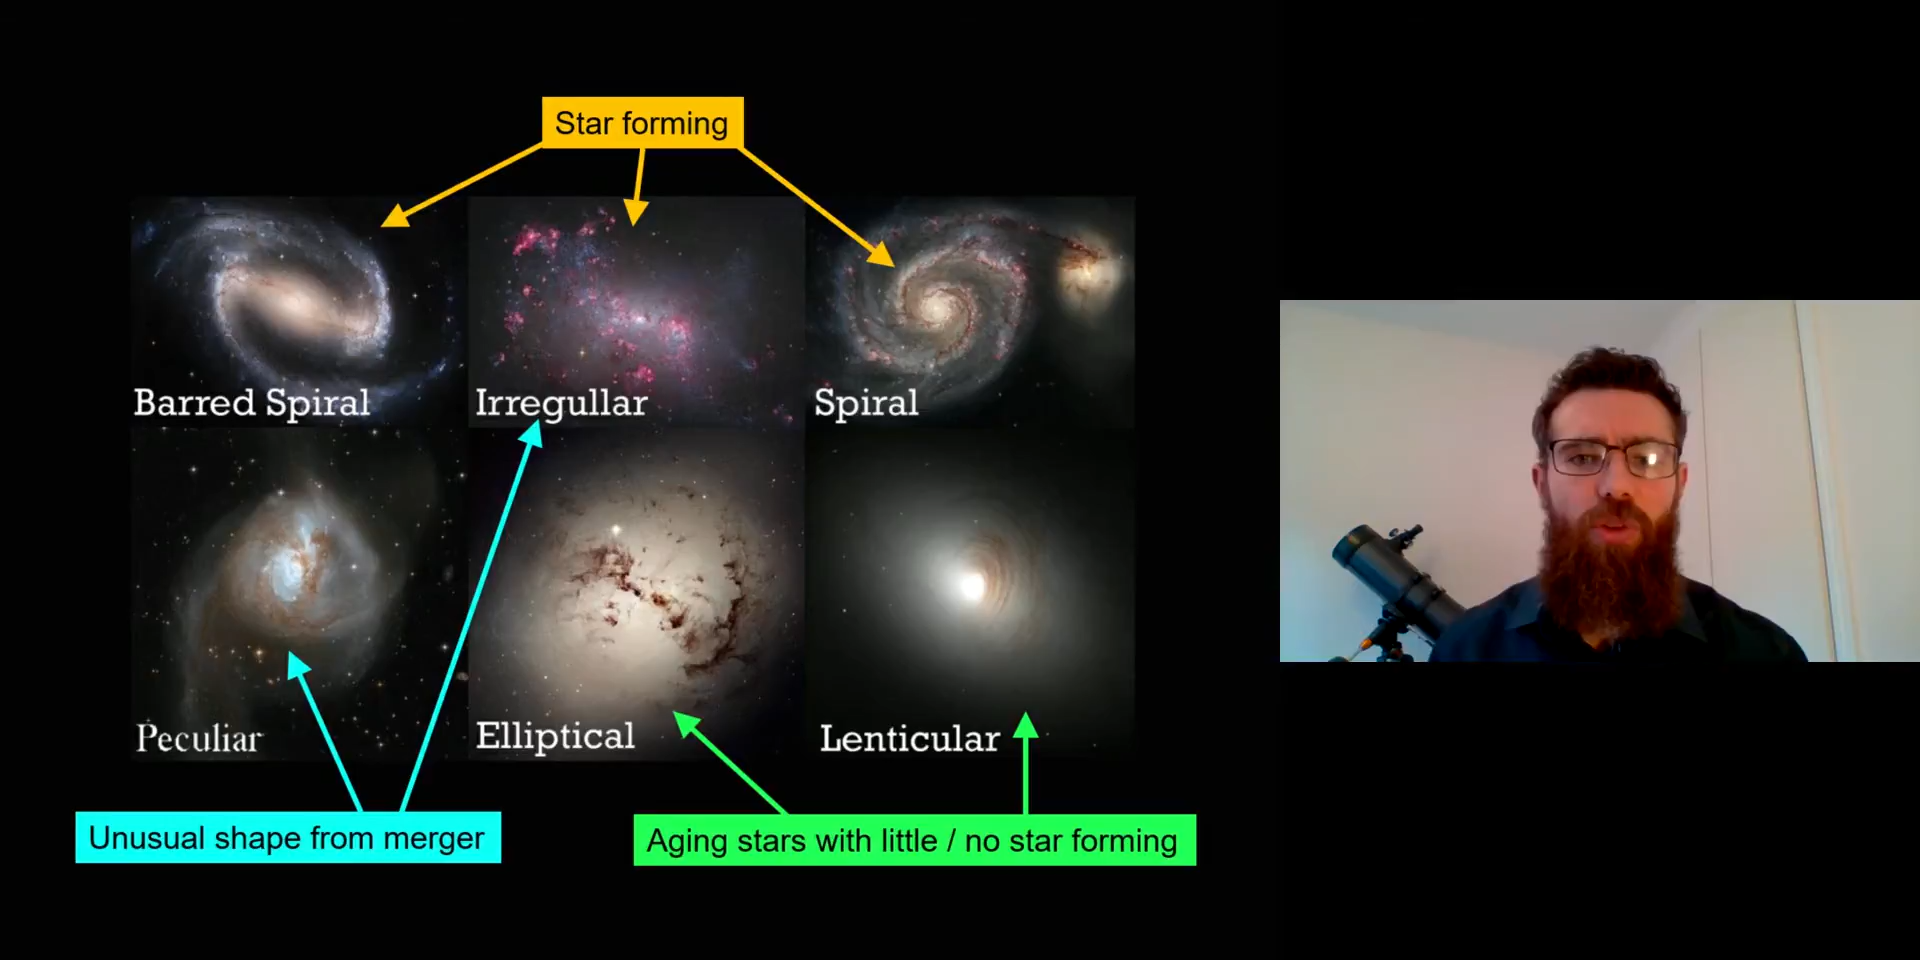 Star forming
Barred Spiral
Irregullar
Spiral
Peculiar
Elliptical
Lenticular
Unusual shape from merger
Aging stars with little / no star forming